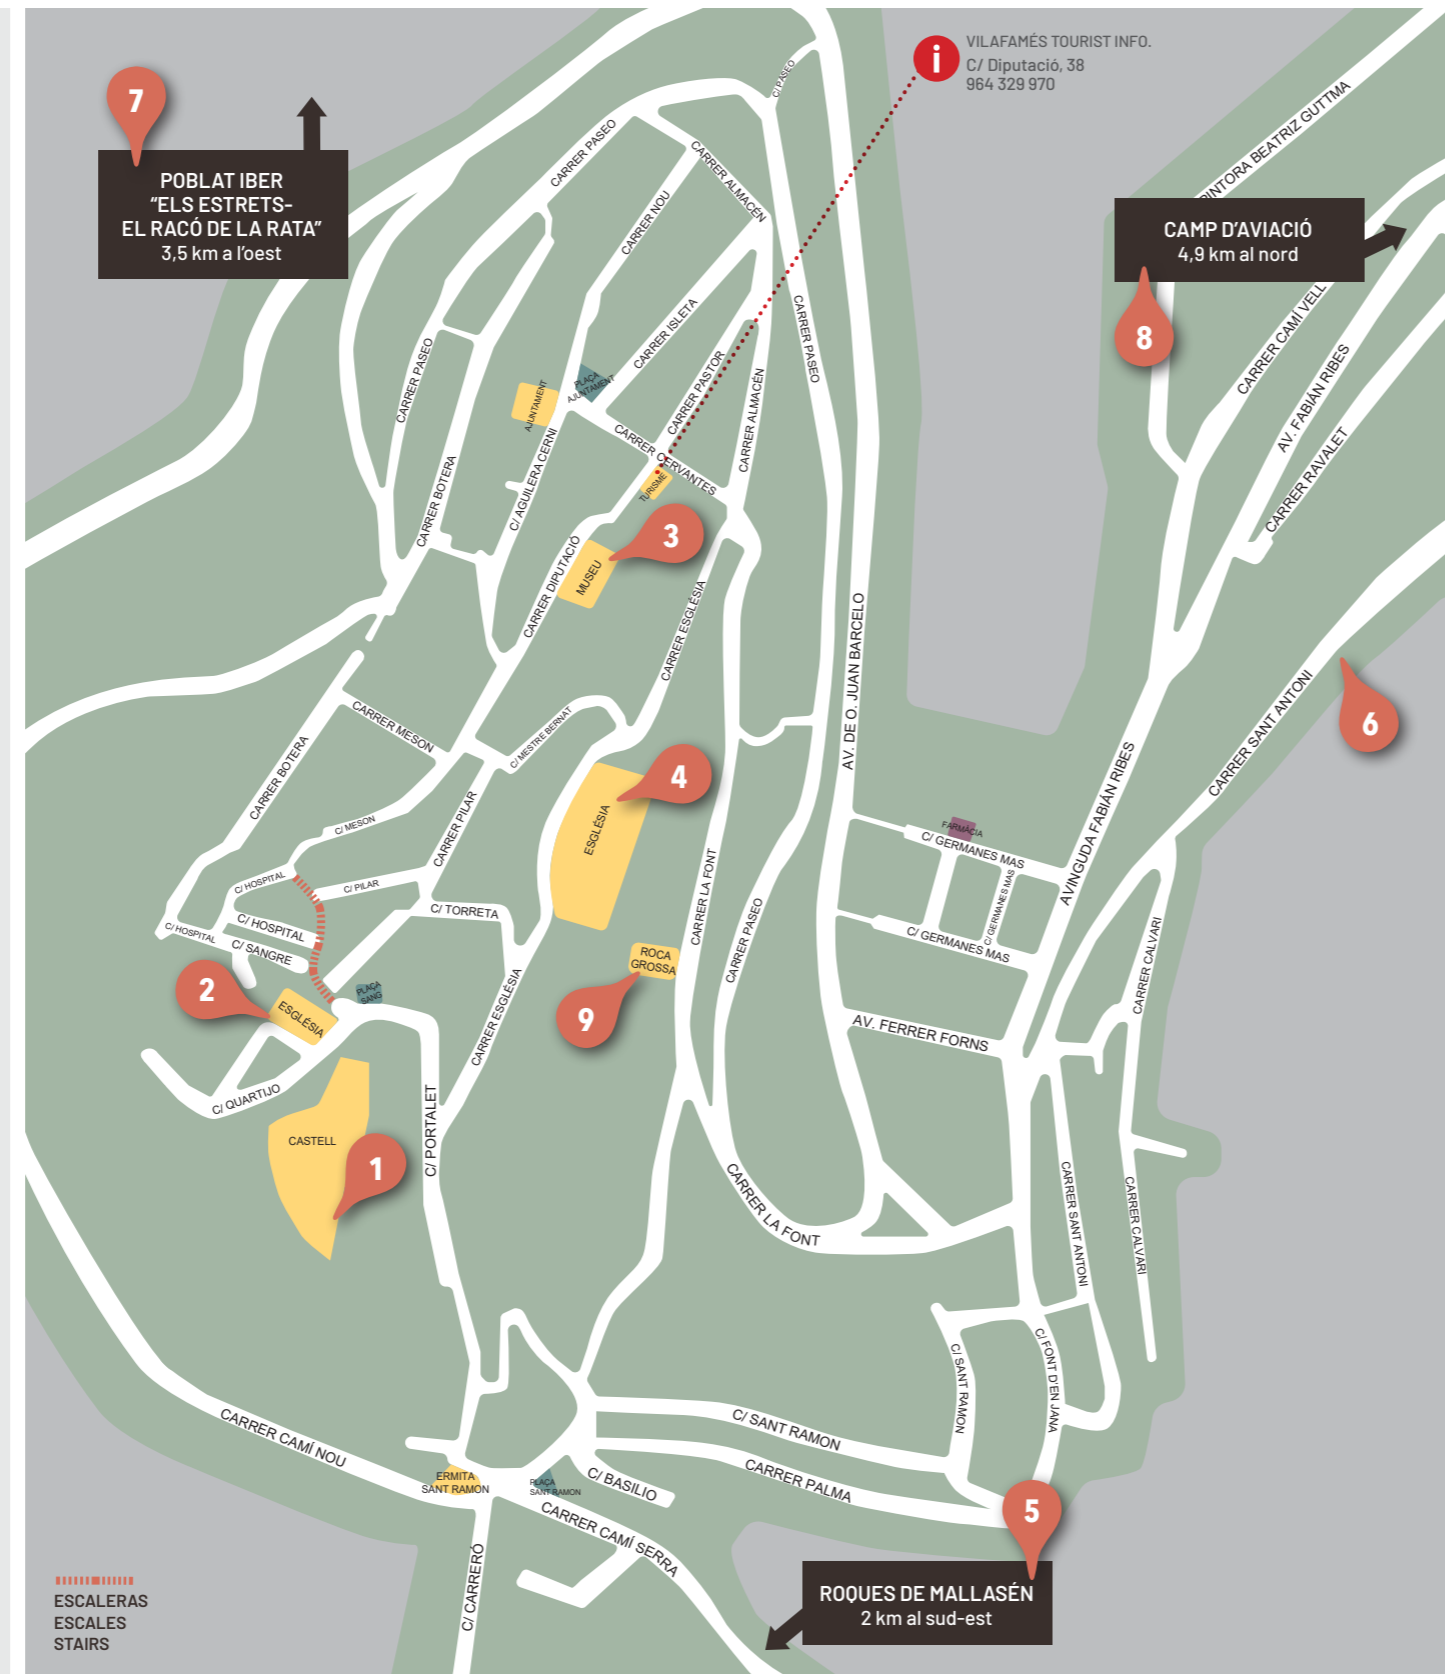 VILAFAMÉS TOURIST INFO.
C/ Diputació, 38
964 329 970
i
7
POBLAT IBER
“ELS ESTRETS-
EL RACÓ DE LA RATA”
3,5 km a l’oest
C/ PASEO
CARRER PASEO
CARRER ALMACÉN
CARRER NOU
PINTORA BEATRIZ GUTTMA
CAMP D’AVIACIÓ
4,9 km al nord
8
CARRER CAMÍ VELL
AV. FABIÁN RIBES
CARRER RAVALET
CARRER PASEO
CARRER ISLETA
CARRER PASEO
PLAÇA
AJUNTAMENT
AJUNTAMENT
CARRER PASTOR
CARRER ALMACÉN
CARRER CERVANTES
TURISME
CARRER BOTERA
C/ AGUILERA CERNI
3
MUSEU
CARRER DIPUTACIÓ
CARRER ESGLÉSIA
AV. DE O. JUAN BARCELO
CARRER SANT ANTONI
6
CARRER MESON
C/ MESTRE BERNAT
CARRER BOTERA
4
ESGLÉSIA
C/ MESON
CARRER PILAR
FARMÀCIA
C/ GERMANES MAS
AVINGUDA FABIÁN RIBES
C/ HOSPITAL
C/ PILAR
C/ HOSPITAL
C/ TORRETA
CARRER LA FONT
CARRER PASEO
C/ GERMANES MAS
C/ GERMANES MAS
C/ HOSPITAL
C/ SANGRE
ROCA
GROSSA
CARRER CALVARI
2
ESGLÉSIA
PLAÇA
SANG
CARRER ESGLÉSIA
9
AV. FERRER FORNS
C/ QUARTIJO
CASTELL
1
C/ PORTALET
CARRER LA FONT
CARRER SANT ANTONI
CARRER CALVARI
C/ SANT RAMON
C/ FONT D'EN JANA
CARRER CAMÍ NOU
C/ SANT RAMON
ERMITA
SANT RAMON
PLAÇA
SANT RAMON
C/ BASILIO
CARRER PALMA
CARRER CAMÍ SERRA
C/ CARRERÓ
5
ROQUES DE MALLASÉN
2 km al sud-est
ESCALERAS
ESCALES
STAIRS